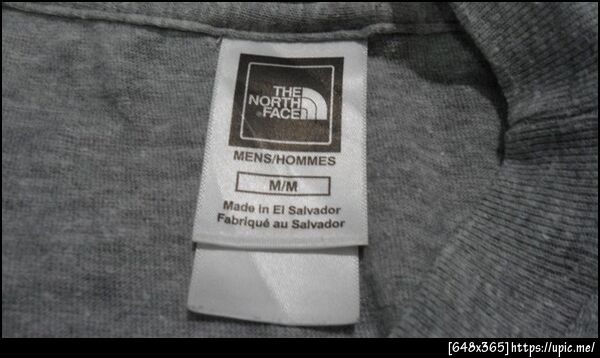 THE
NORTH
FACE
MENS/HOMMES
M/M
Made in El Salvador
Fabriqué au Salvador
[648x365]https://upic.me/